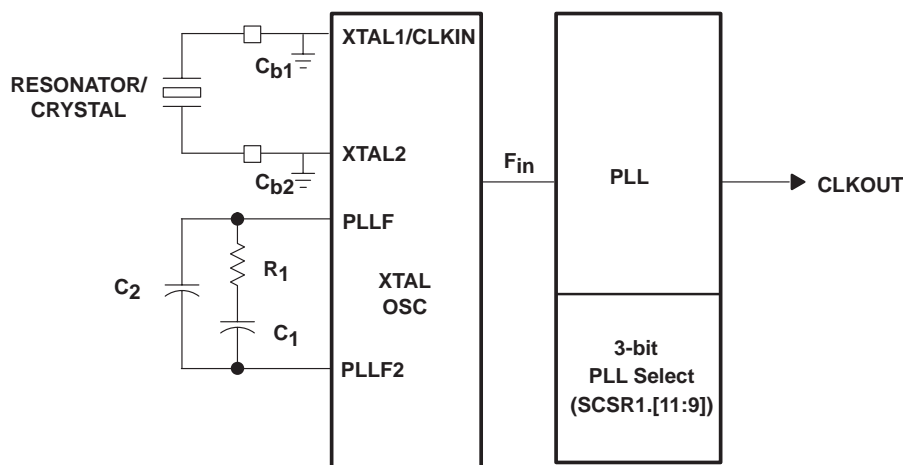 XTAL1/CLKIN
Cb1
RESONATOR/
CRYSTAL
XTAL2
Cb2
Fin
PLL
CLKOUT
PLLF
R1
C2
XTAL
OSC
C1
PLLF2
3-bit
PLL Select
(SCSR1.[11:9])